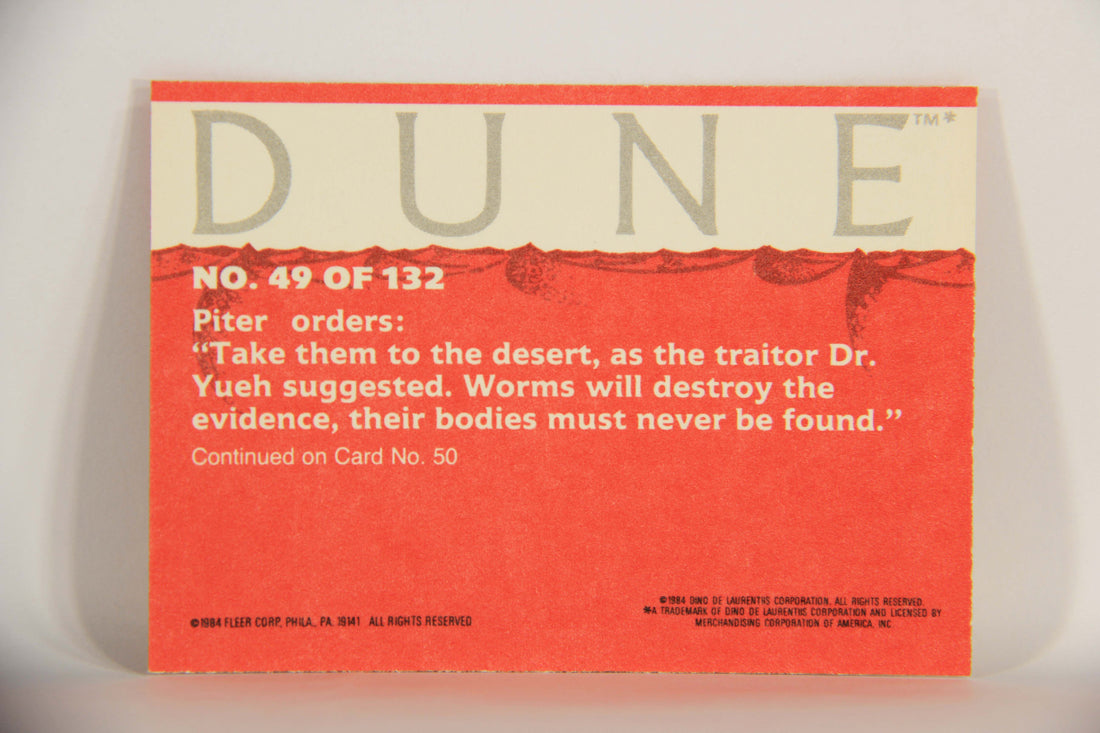 DUNE TM*
NO. 49 OF 132
Piter orders:
“Take them to the desert, as the traitor Dr.
Yueh suggested. Worms will destroy the
evidence, their bodies must never be found.”
Continued on Card No. 50
©1984 FLEER CORP, PHILA., PA. 19141 ALL RIGHTS RESERVED
©1984 DINO DE LAURENTIIS CORPORATION. ALL RIGHTS RESERVED.
*A TRADEMARK OF DINO DE LAURENTIIS CORPORATION AND LICENSED BY
MERCHANDISING CORPORATION OF AMERICA, INC.